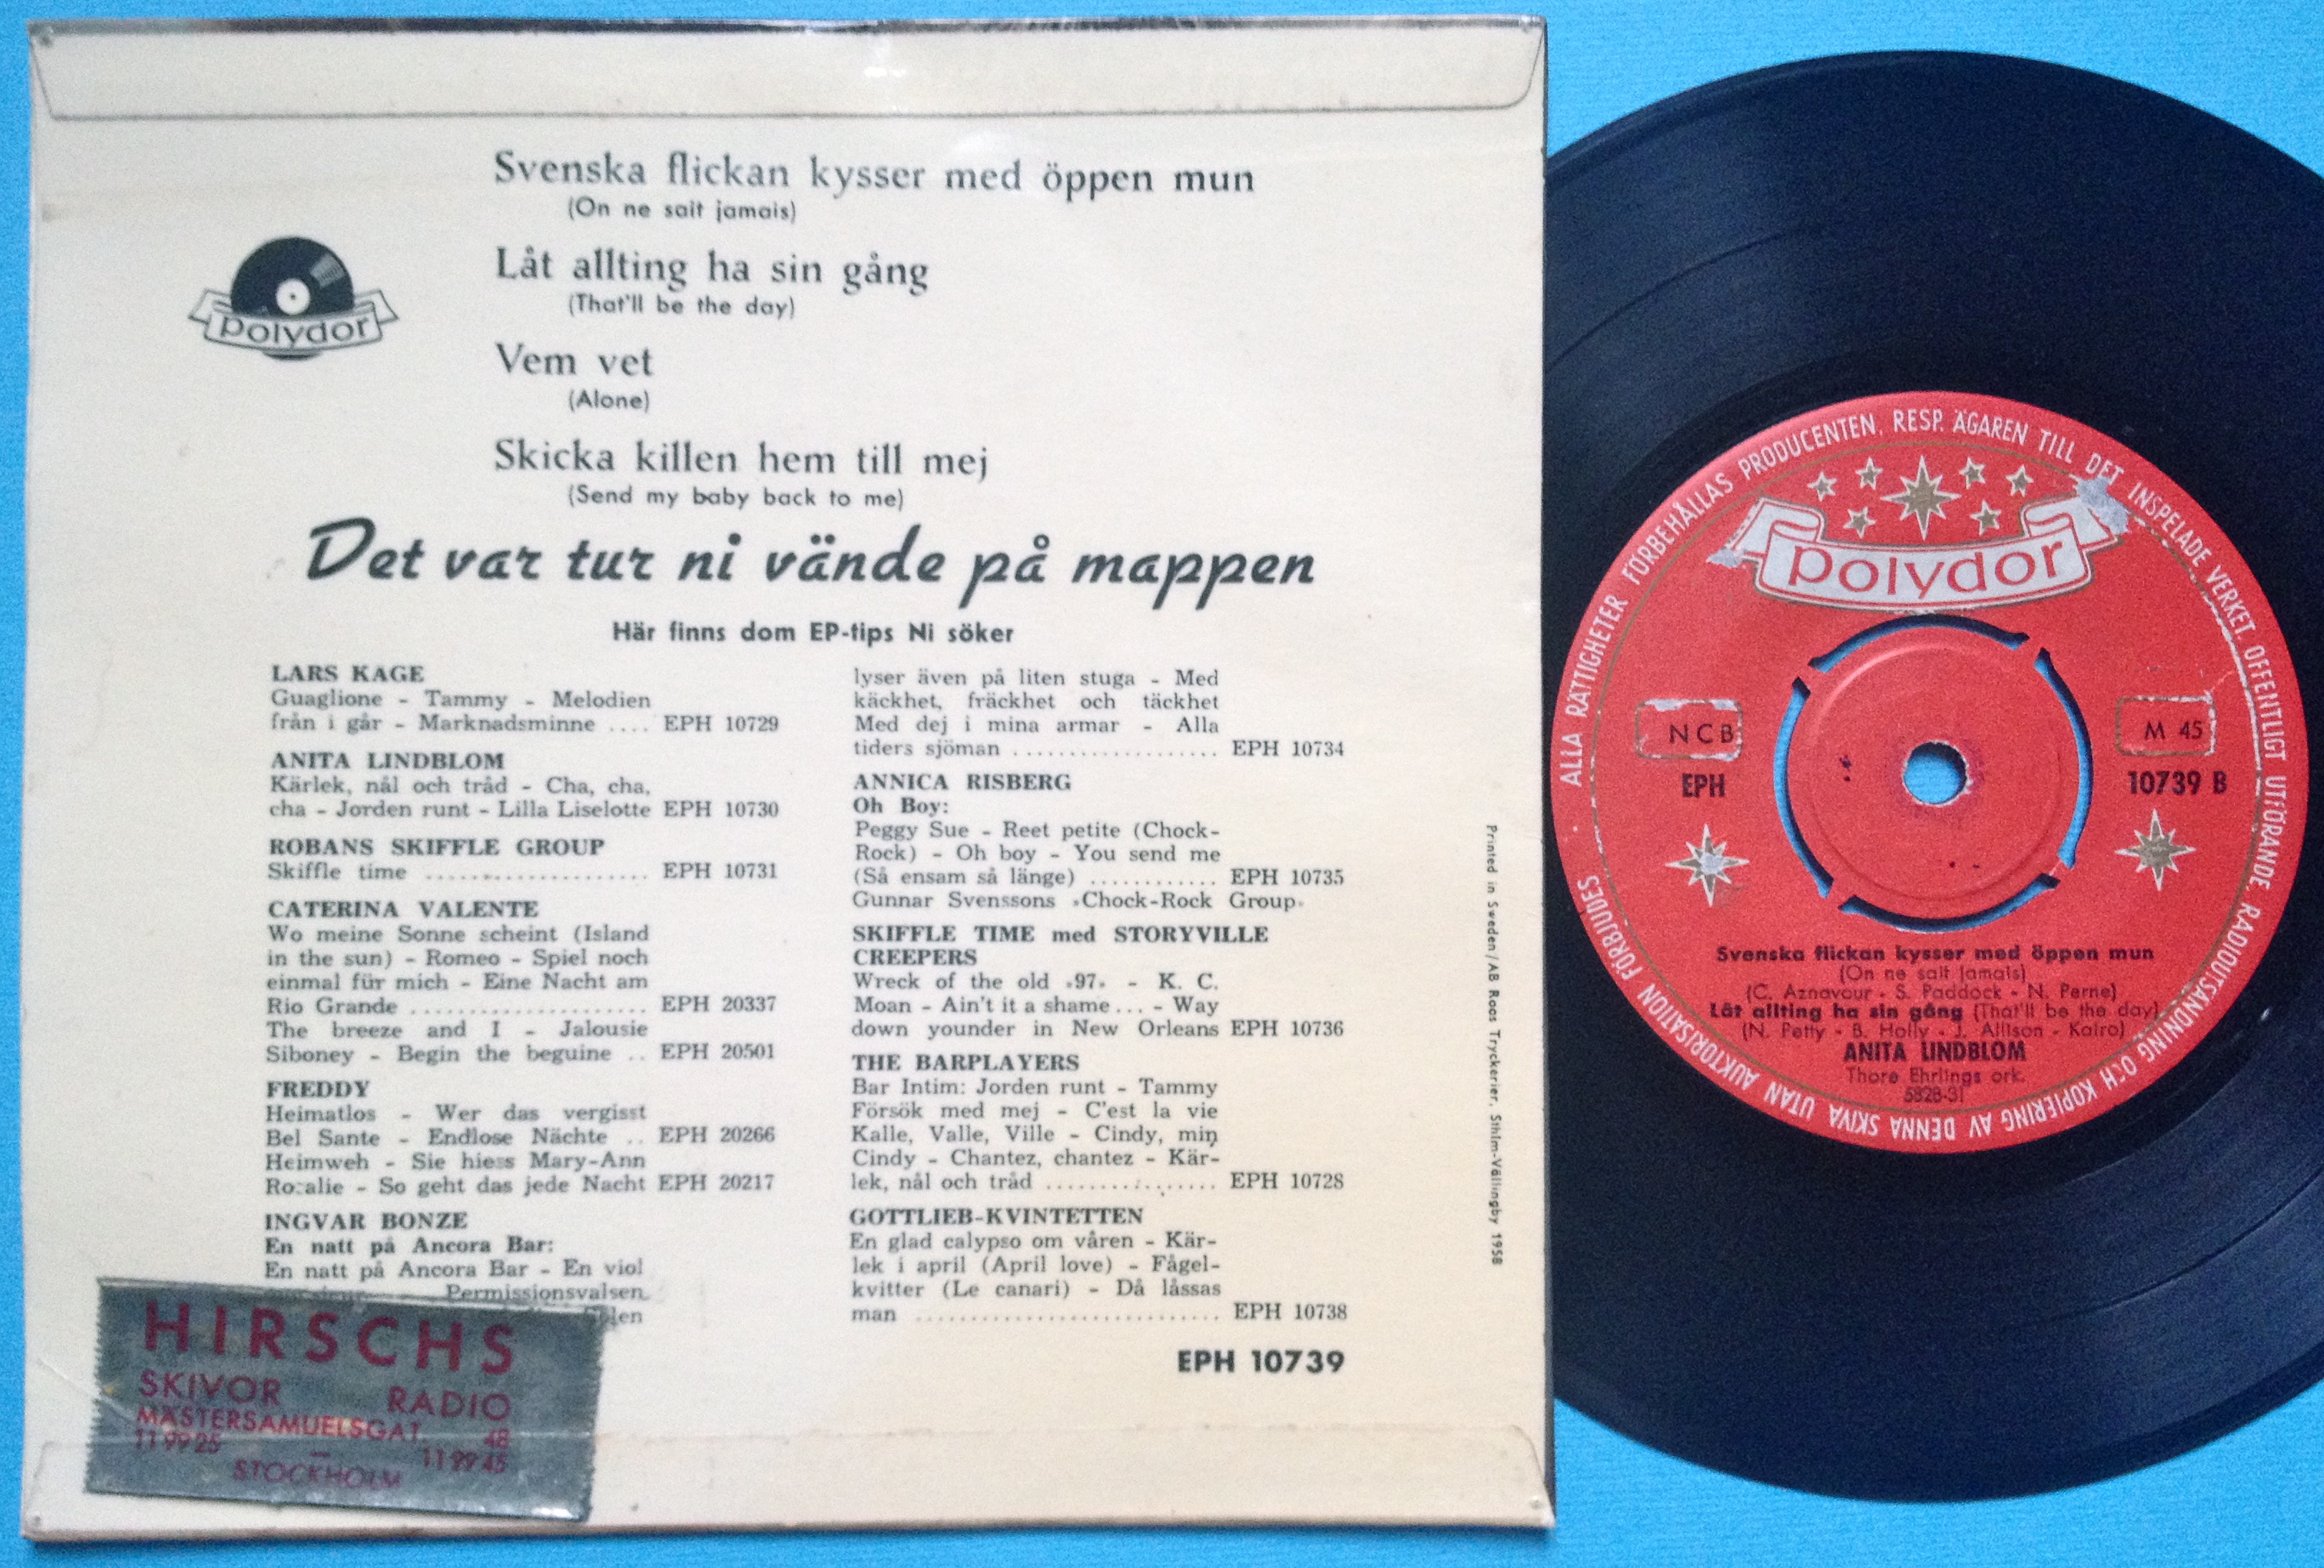 Svenska flickan kysser med öppen mun
(On ne sait jamais)
Låt allting ha sin gång
(That'll be the day)
Vem vet
(Alone)
Skicka killen hem till mej
(Send my baby back to me)
polydor
Det var tur ni vände på mappen
Här finns dom EP-tips Ni söker
LARS KAGE
Guaglione - Tammy - Melodien
från i går - Marknadsminne .... EPH 10729
ANITA LINDBLOM
Kärlek, nål och tråd - Cha, cha,
cha - Jorden runt - Lilla Liselotte EPH 10730
ROBANS SKIFFLE GROUP
Skiffle time .................... EPH 10731
CATERINA VALENTE
Wo meine Sonne scheint (Island
in the sun) - Romeo - Spiel noch
einmal für mich - Eine Nacht am
Rio Grande ..................... EPH 20337
The breeze and I - Jalousie
Siboney - Begin the beguine .. EPH 20501
FREDDY
Heimatlos - Wer das vergisst
Bel Sante - Endlose Nächte .. EPH 20266
Heimweh - Sie hiess Mary-Ann
Rozalie - So geht das jede Nacht EPH 20217
INGVAR BONZE
En natt på Ancora Bar:
En natt på Ancora Bar - En viol
Permissionsvalsen
lyser även på liten stuga - Med
käckhet, fräckhet och täckhet
Med dej i mina armar - Alla
tiders sjöman ................... EPH 10734
ANNICA RISBERG
Oh Boy:
Peggy Sue - Reet petite (Chock-
Rock) - Oh boy - You send me
(Så ensam så länge) ............ EPH 10735
Gunnar Svenssons »Chock-Rock Group»
SKIFFLE TIME med STORYVILLE
CREEPERS
Wreck of the old »97» - K. C.
Moan - Ain't it a shame... - Way
down younder in New Orleans EPH 10736
THE BARPLAYERS
Bar Intim: Jorden runt - Tammy
Försök med mej - C'est la vie
Kalle, Valle, Ville - Cindy, min
Cindy - Chantez, chantez - Kär-
lek, nål och tråd ................ EPH 10728
GOTTLIEB-KVINTETTEN
En glad calypso om våren - Kär-
lek i april (April love) - Fågel-
kvitter (Le canari) - Då låssas
man ............................ EPH 10738
EPH 10739
Printed in Sweden/AB Roos Tryckerier, Sthlm-Vällingby 1958
HIRSCHS
SKIVOR RADIO
MÄSTERSAMUELSGAT. 48
11 99 25 — 11 99 45
STOCKHOLM
ALLA RÄTTIGHETER FÖRBEHÅLLAS PRODUCENTEN, RESP. ÄGAREN TILL DET INSPELADE VERKET. OFFENTLIGT UTFÖRANDE, RADIOUTSÄNDNING OCH KOPIERING AV DENNA SKIVA UTAN AUKTORISATION FÖRBJUDES ·
polydor
NCB
M 45
EPH
10739 B
Svenska flickan kysser med öppen mun
(On ne sait jamais)
(C. Aznavour - S. Paddock - N. Perne)
Låt allting ha sin gång (That'll be the day)
(N. Petty - B. Holly - J. Allison - Kairo)
ANITA LINDBLOM
Thore Ehrlings ork.
5828-31